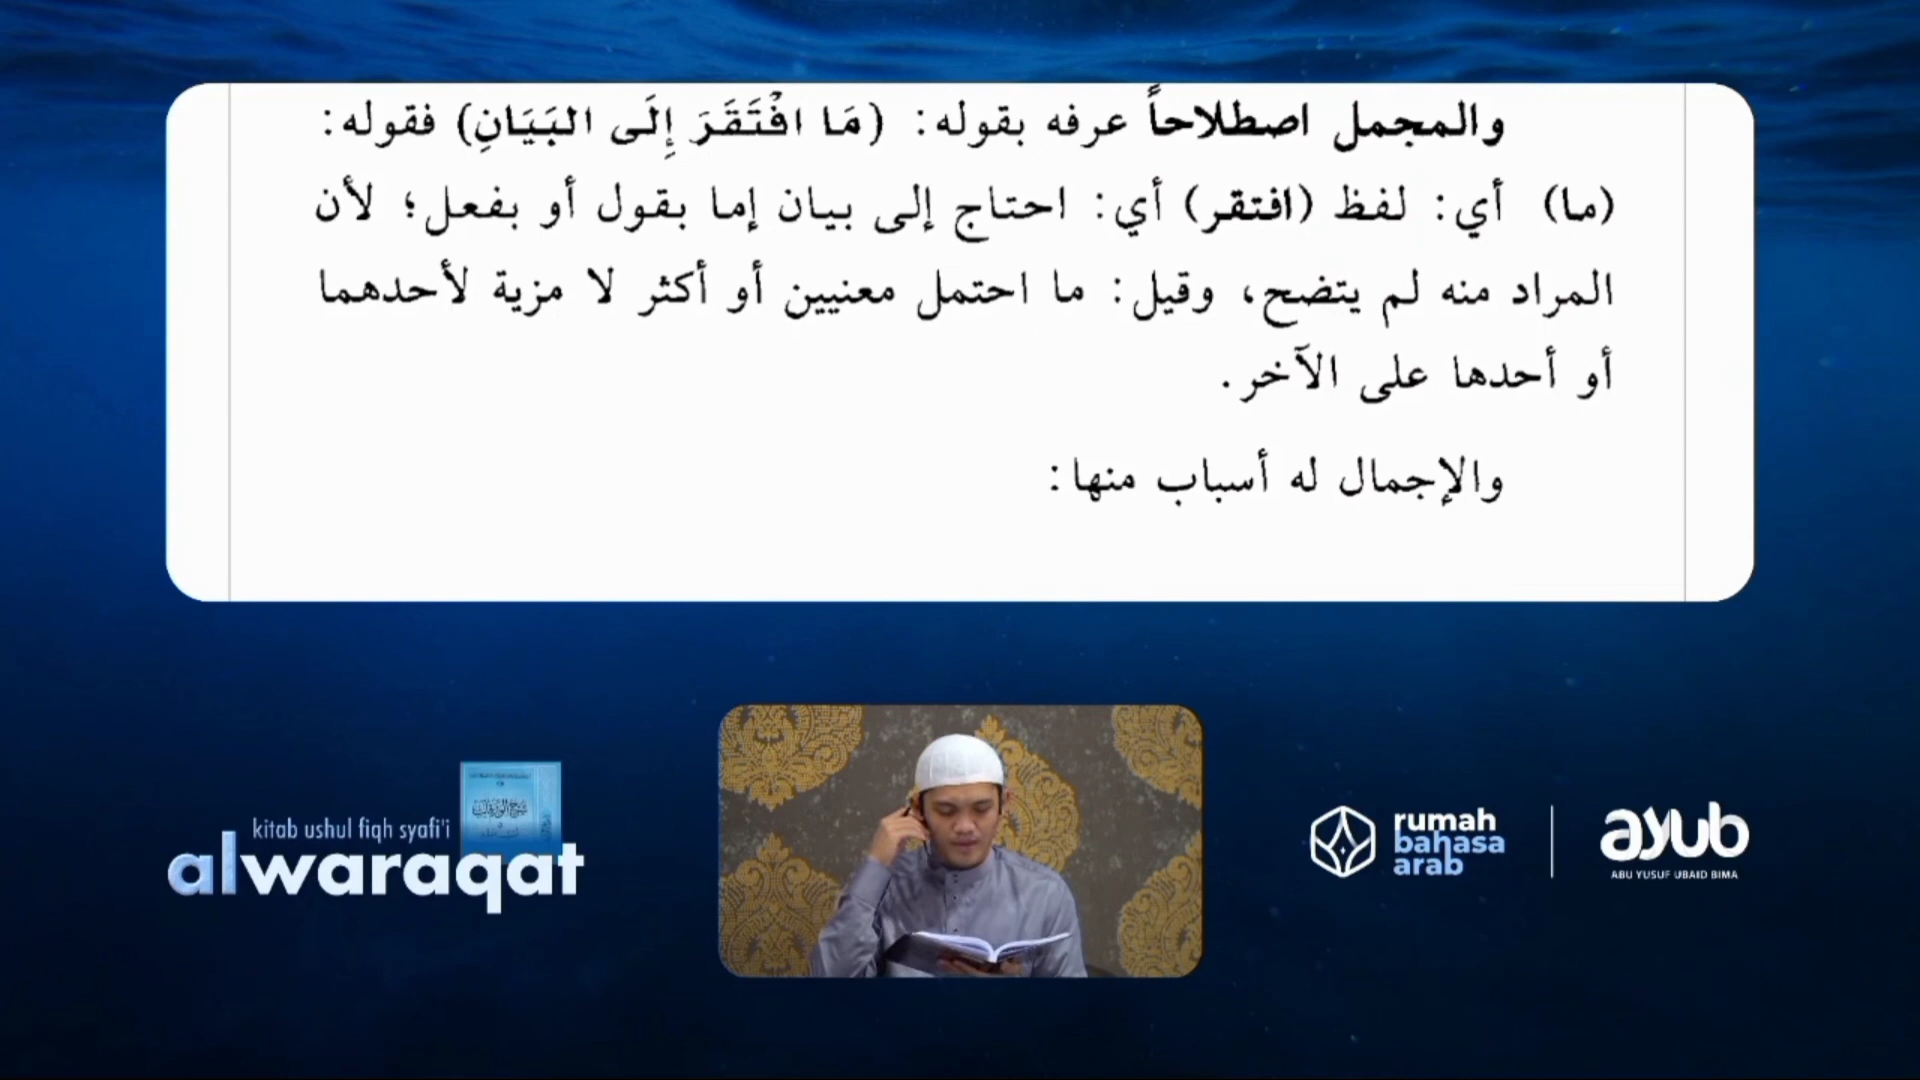 والمجمل اصطلاحاً عرفه بقوله: (مَا افْتَقَرَ إِلَى البَيَانِ) فقوله:
(ما) أي: لفظ (افتقر) أي: احتاج إلى بيان إما بقول أو بفعل؛ لأن
المراد منه لم يتضح، وقيل: ما احتمل معنيين أو أكثر لا مزية لأحدهما
أو أحدها على الآخر.
والإجمال له أسباب منها:
kitab ushul fiqh syafi'i
alwaraqat
rumah
bahasa
arab
ayub
ABU YUSUF UBAID BIMA